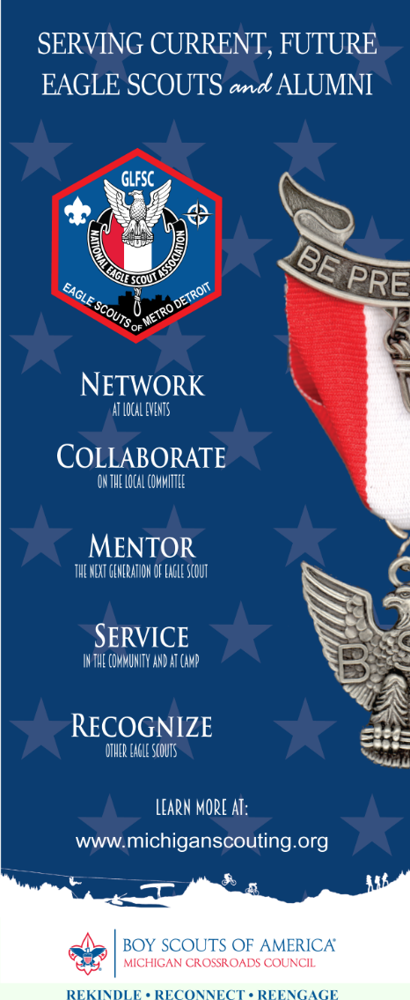 SERVING CURRENT, FUTURE
EAGLE SCOUTS and ALUMNI
GLFSC
NATIONAL EAGLE SCOUT ASSOCIATION
EAGLE SCOUTS OF METRO DETROIT
BE PRE
NETWORK
AT LOCAL EVENTS
COLLABORATE
ON THE LOCAL COMMITTEE
MENTOR
THE NEXT GENERATION OF EAGLE SCOUT
SERVICE
IN THE COMMUNITY AND AT CAMP
B S
RECOGNIZE
OTHER EAGLE SCOUTS
LEARN MORE AT:
www.michiganscouting.org
BOY SCOUTS OF AMERICA®
MICHIGAN CROSSROADS COUNCIL
REKINDLE • RECONNECT • REENGAGE